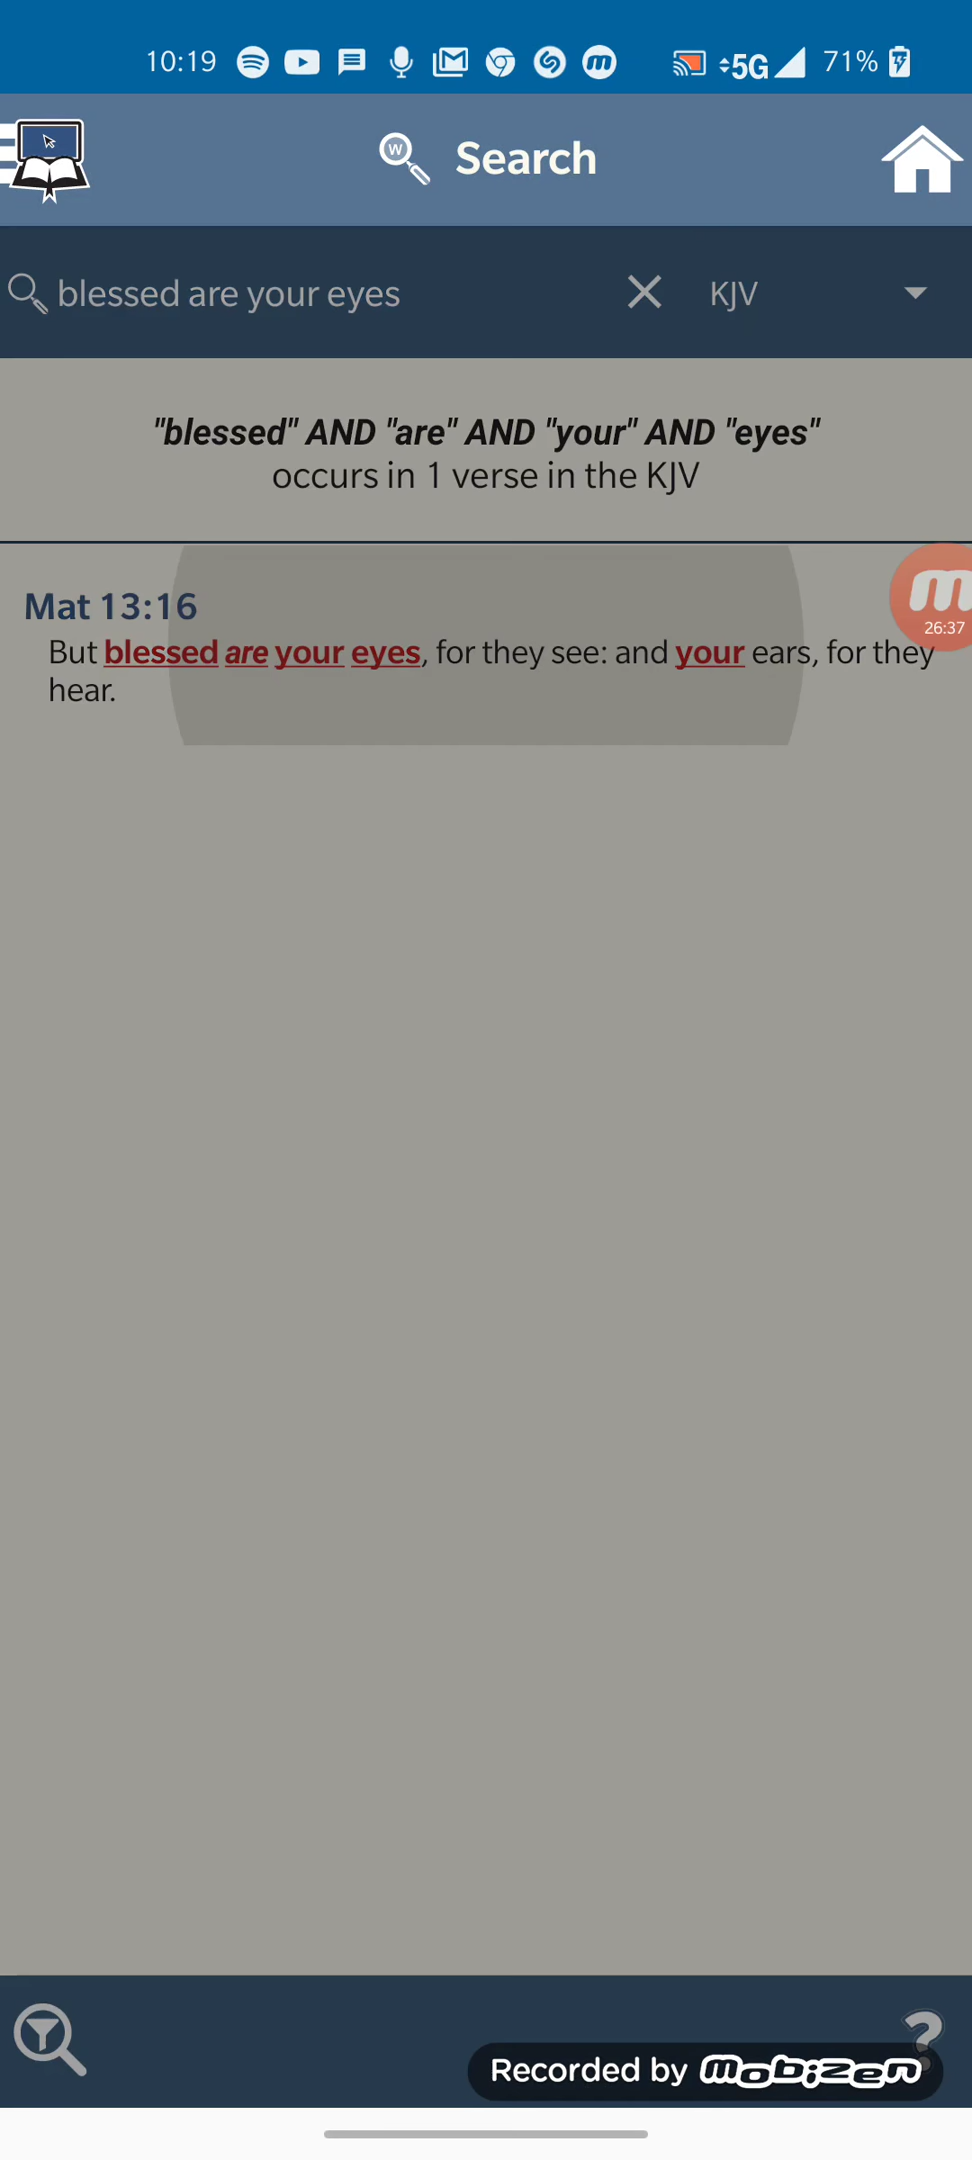 10:19 5G 71%
W Search
blessed are your eyes KJV
"blessed" AND "are" AND "your" AND "eyes"
occurs in 1 verse in the KJV
Mat 13:16
But blessed are your eyes, for they see: and your ears, for they
hear.
m
26:37
?
Recorded by mobizen